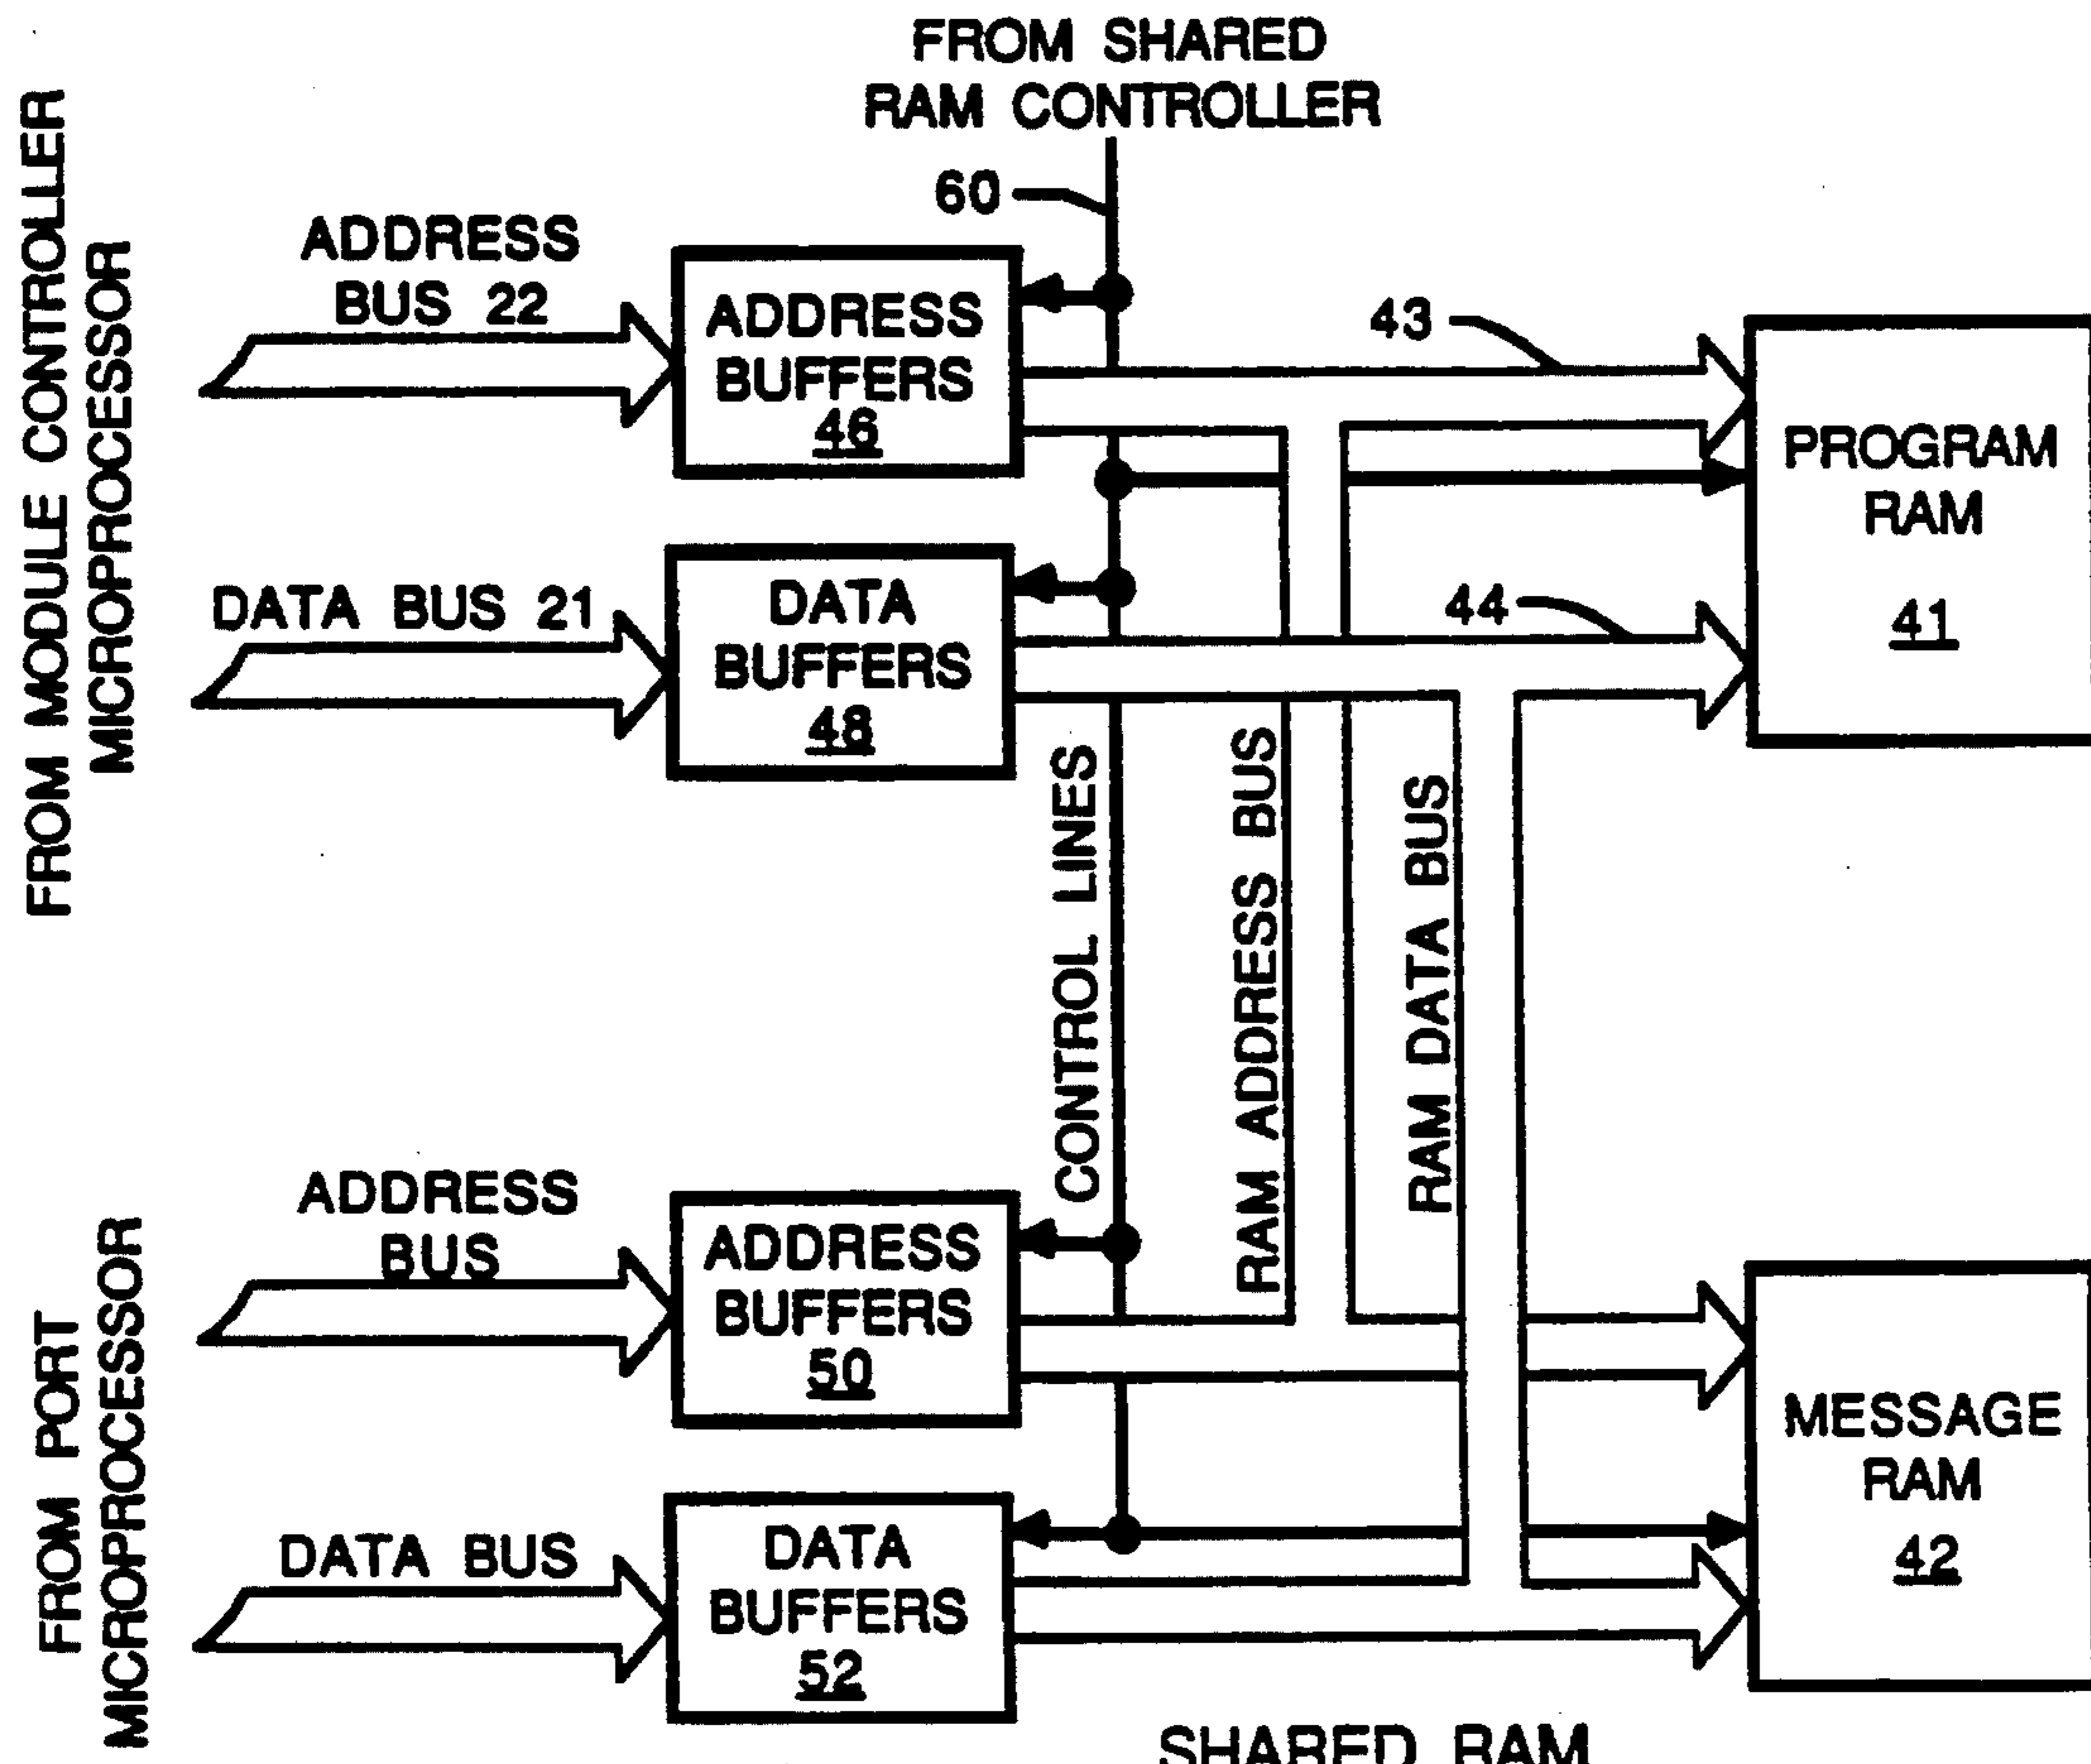 FROM SHARED
RAM CONTROLLER
60
FROM MODULE CONTROLLER
MICROPROCESSOR
ADDRESS
BUS 22
ADDRESS
BUFFERS
46
43
PROGRAM
RAM
41
DATA BUS 21
DATA
BUFFERS
48
44
CONTROL LINES
RAM ADDRESS BUS
RAM DATA BUS
FROM PORT
MICROPROCESSOR
ADDRESS
BUS
ADDRESS
BUFFERS
50
MESSAGE
RAM
42
DATA BUS
DATA
BUFFERS
52
SHARED RAM